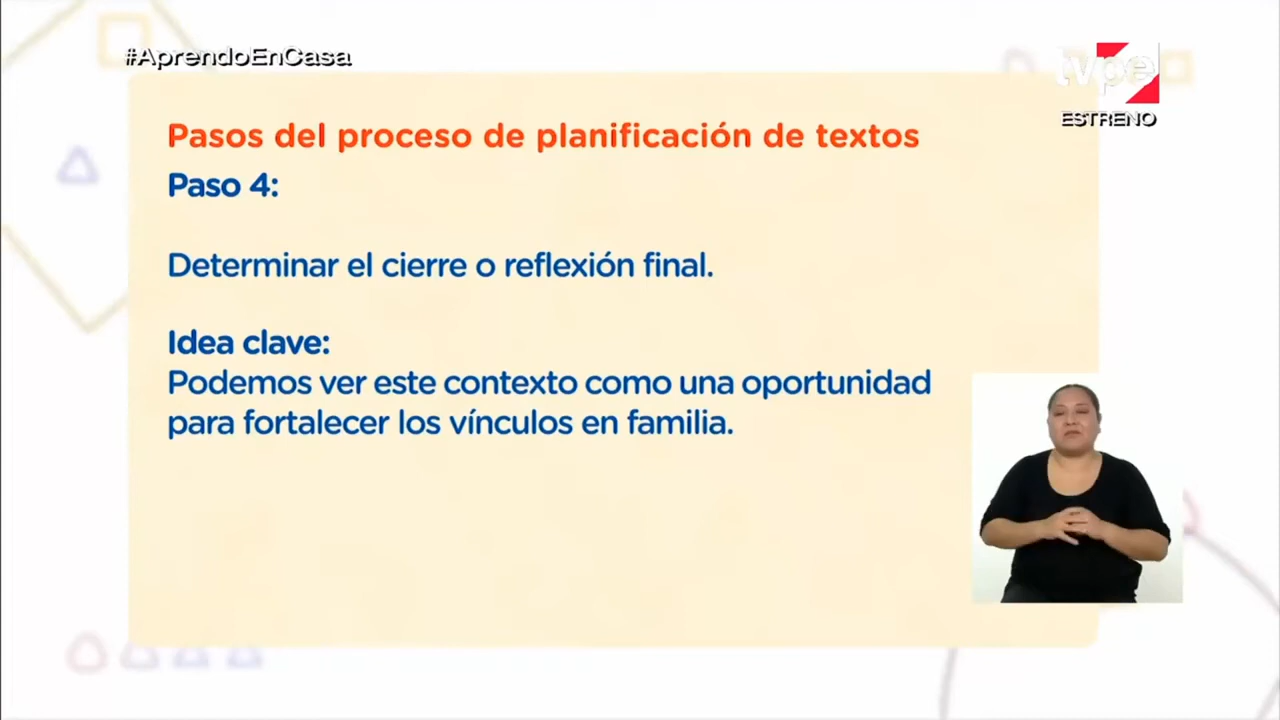 #AprendoEnCasa
tvpe
ESTRENO
Pasos del proceso de planificación de textos
Paso 4:
Determinar el cierre o reflexión final.
Idea clave:
Podemos ver este contexto como una oportunidad
para fortalecer los vínculos en familia.